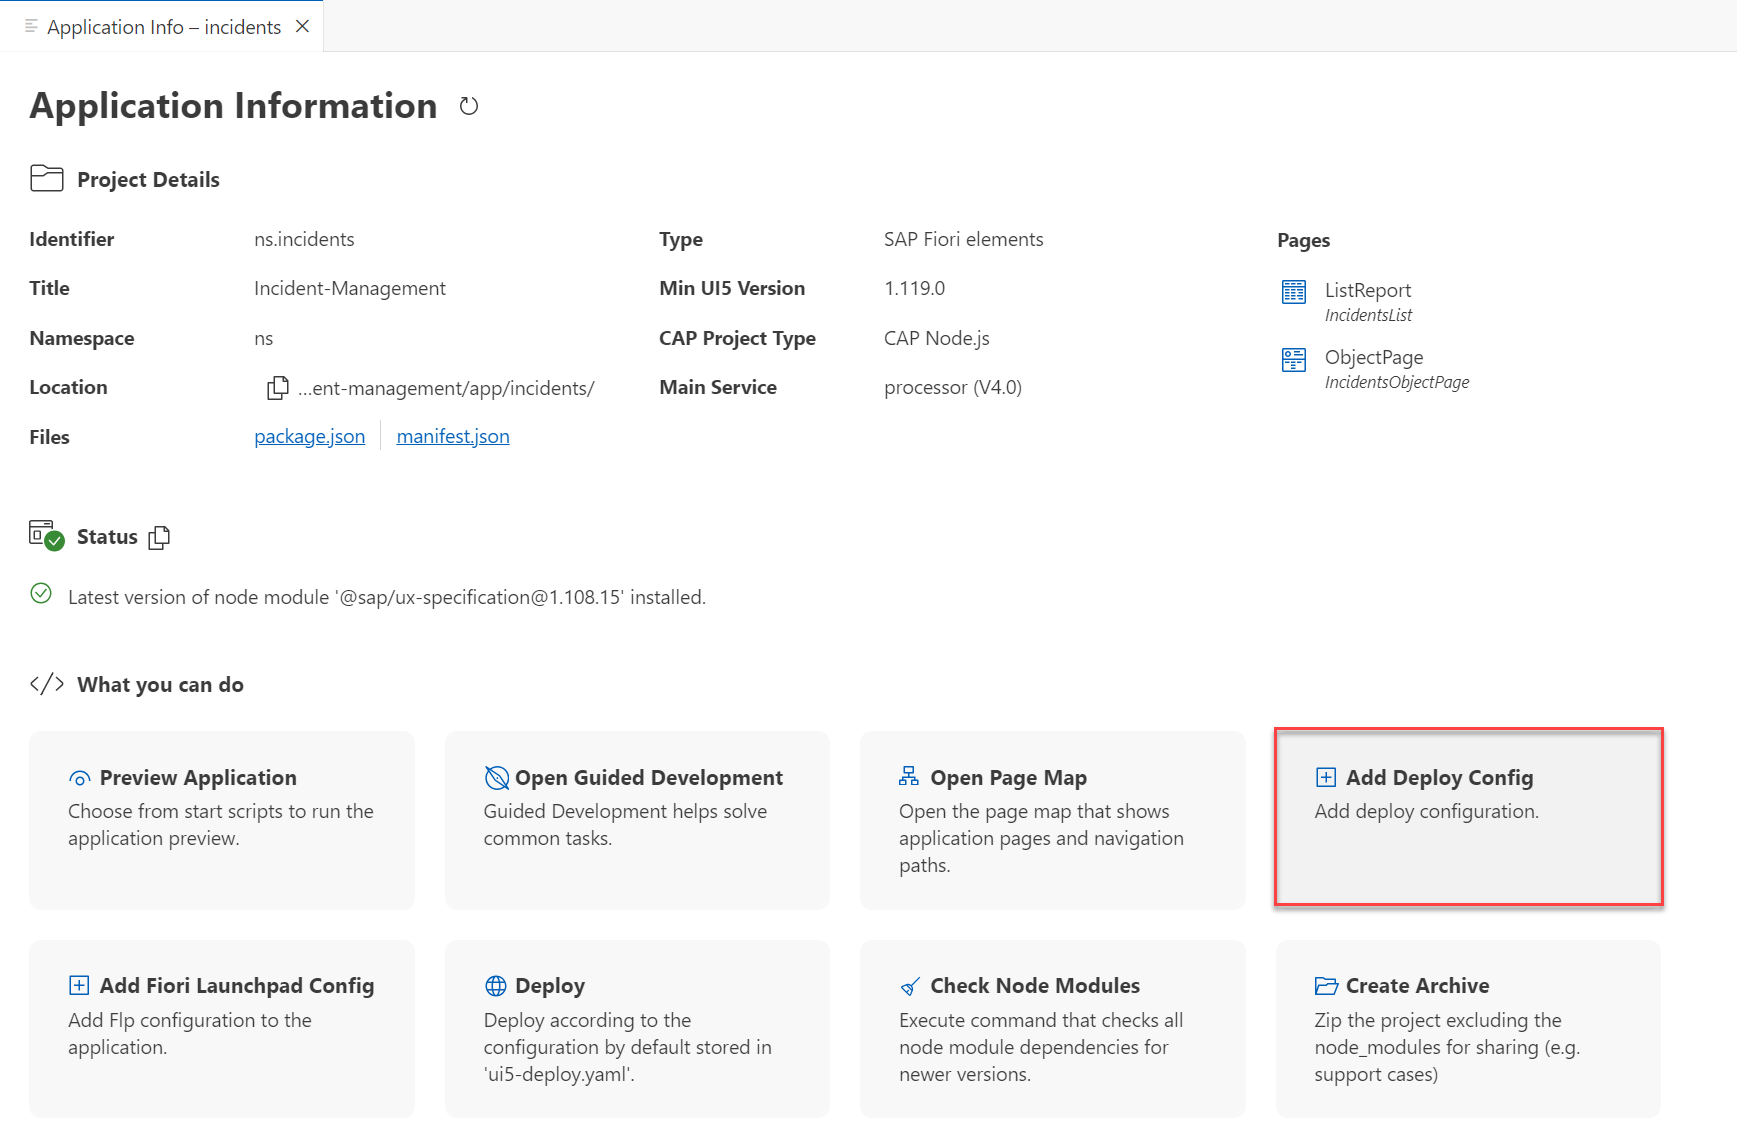 Application Info – incidents
Application Information
Project Details
Identifier
ns.incidents
Type
SAP Fiori elements
Pages
Title
Incident-Management
Min UI5 Version
1.119.0
ListReport
IncidentsList
Namespace
ns
CAP Project Type
CAP Node.js
ObjectPage
IncidentsObjectPage
Location
...ent-management/app/incidents/
Main Service
processor (V4.0)
Files
package.json
manifest.json
Status
Latest version of node module '@sap/ux-specification@1.108.15' installed.
</> What you can do
Preview Application
Choose from start scripts to run the
application preview.
Open Guided Development
Guided Development helps solve
common tasks.
Open Page Map
Open the page map that shows
application pages and navigation
paths.
Add Deploy Config
Add deploy configuration.
Add Fiori Launchpad Config
Add Flp configuration to the
application.
Deploy
Deploy according to the
configuration by default stored in
'ui5-deploy.yaml'.
Check Node Modules
Execute command that checks all
node module dependencies for
newer versions.
Create Archive
Zip the project excluding the
node_modules for sharing (e.g.
support cases)